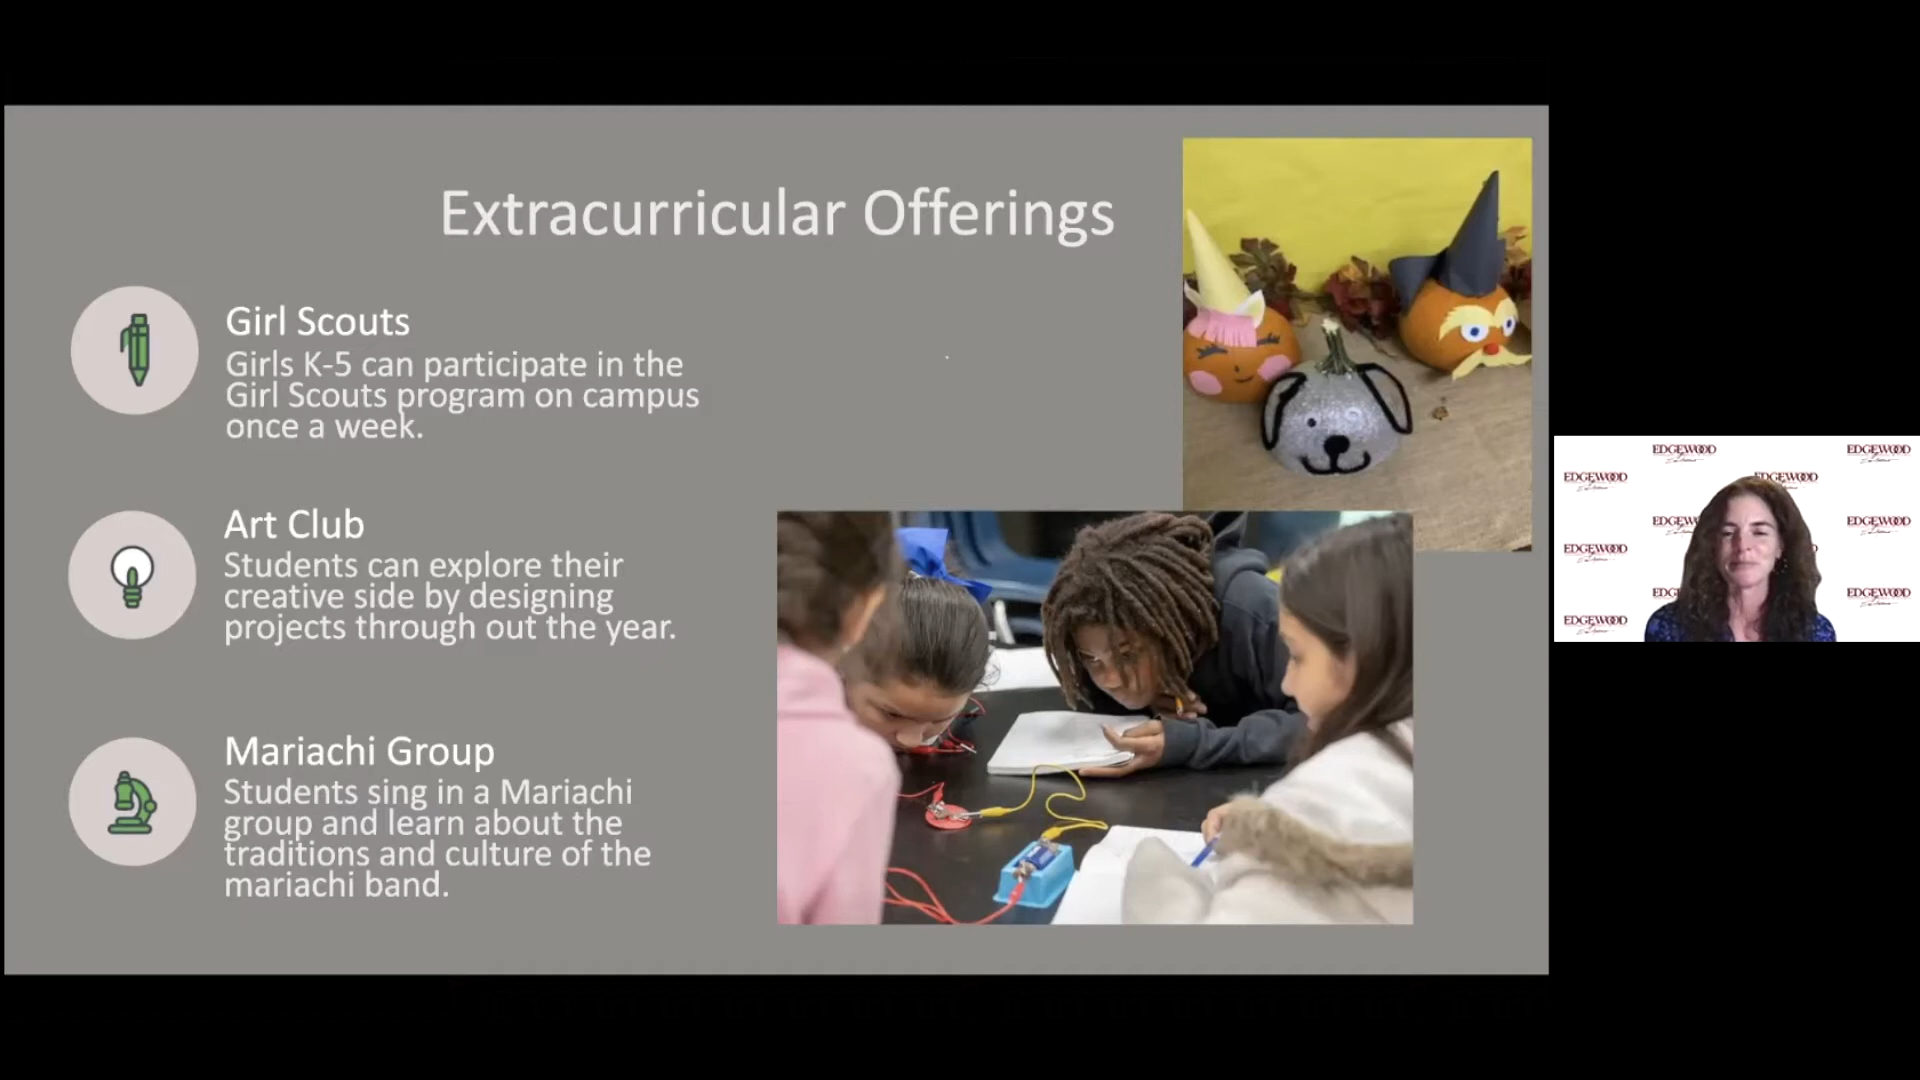 Extracurricular Offerings
Girl Scouts
Girls K-5 can participate in the
Girl Scouts program on campus
once a week.
Art Club
Students can explore their
creative side by designing
projects through out the year.
Mariachi Group
Students sing in a Mariachi
group and learn about the
traditions and culture of the
mariachi band.
EDGEWOOD
EDGEWOOD
EDGEWOOD
EDGEWOOD
EDGEWOOD
EDGEWOOD
EDGEWOOD
EDGEWOOD